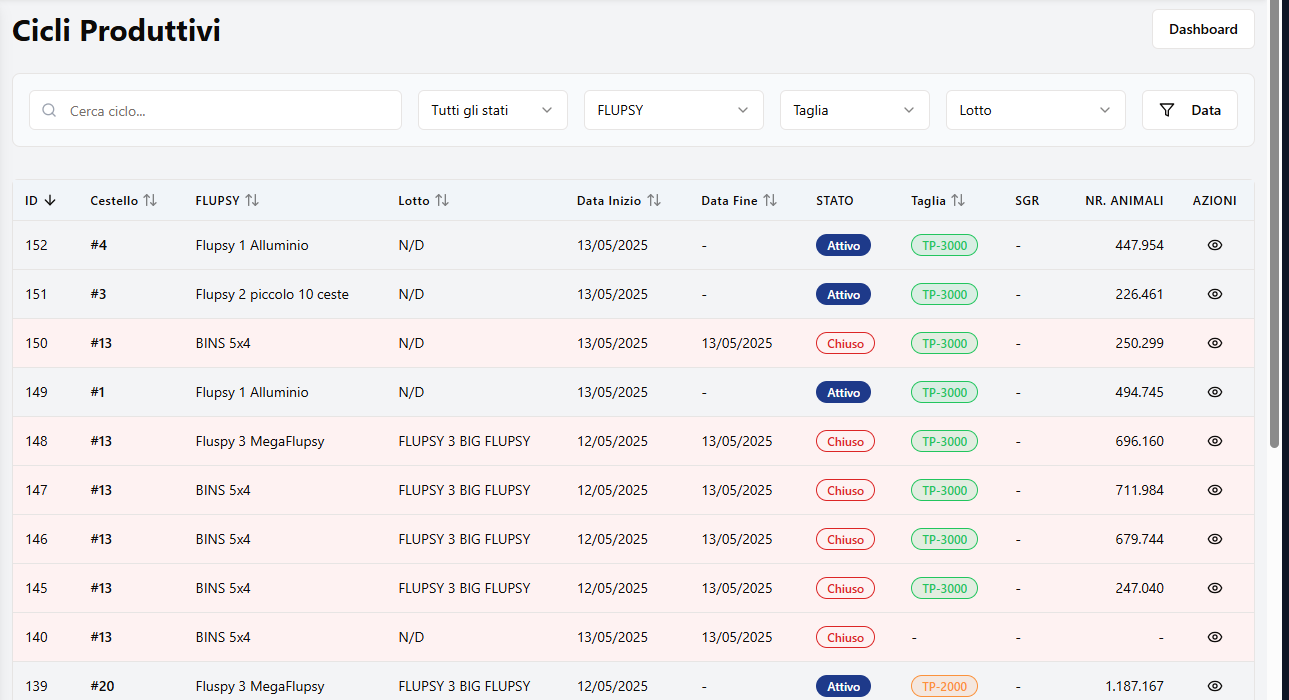 Cicli Produttivi
Dashboard
Cerca ciclo...
Tutti gli stati
FLUPSY
Taglia
Lotto
Data
ID Cestello FLUPSY Lotto Data Inizio Data Fine STATO Taglia SGR NR. ANIMALI AZIONI
152 #4 Flupsy 1 Alluminio N/D 13/05/2025 - Attivo TP-3000 - 447.954
151 #3 Flupsy 2 piccolo 10 ceste N/D 13/05/2025 - Attivo TP-3000 - 226.461
150 #13 BINS 5x4 N/D 13/05/2025 13/05/2025 Chiuso TP-3000 - 250.299
149 #1 Flupsy 1 Alluminio N/D 13/05/2025 - Attivo TP-3000 - 494.745
148 #13 Fluspy 3 MegaFlupsy FLUPSY 3 BIG FLUPSY 12/05/2025 13/05/2025 Chiuso TP-3000 - 696.160
147 #13 BINS 5x4 FLUPSY 3 BIG FLUPSY 12/05/2025 13/05/2025 Chiuso TP-3000 - 711.984
146 #13 BINS 5x4 FLUPSY 3 BIG FLUPSY 12/05/2025 13/05/2025 Chiuso TP-3000 - 679.744
145 #13 BINS 5x4 FLUPSY 3 BIG FLUPSY 12/05/2025 13/05/2025 Chiuso TP-3000 - 247.040
140 #13 BINS 5x4 N/D 13/05/2025 13/05/2025 Chiuso - - -
139 #20 Fluspy 3 MegaFlupsy FLUPSY 3 BIG FLUPSY 12/05/2025 - Attivo TP-2000 - 1.187.167